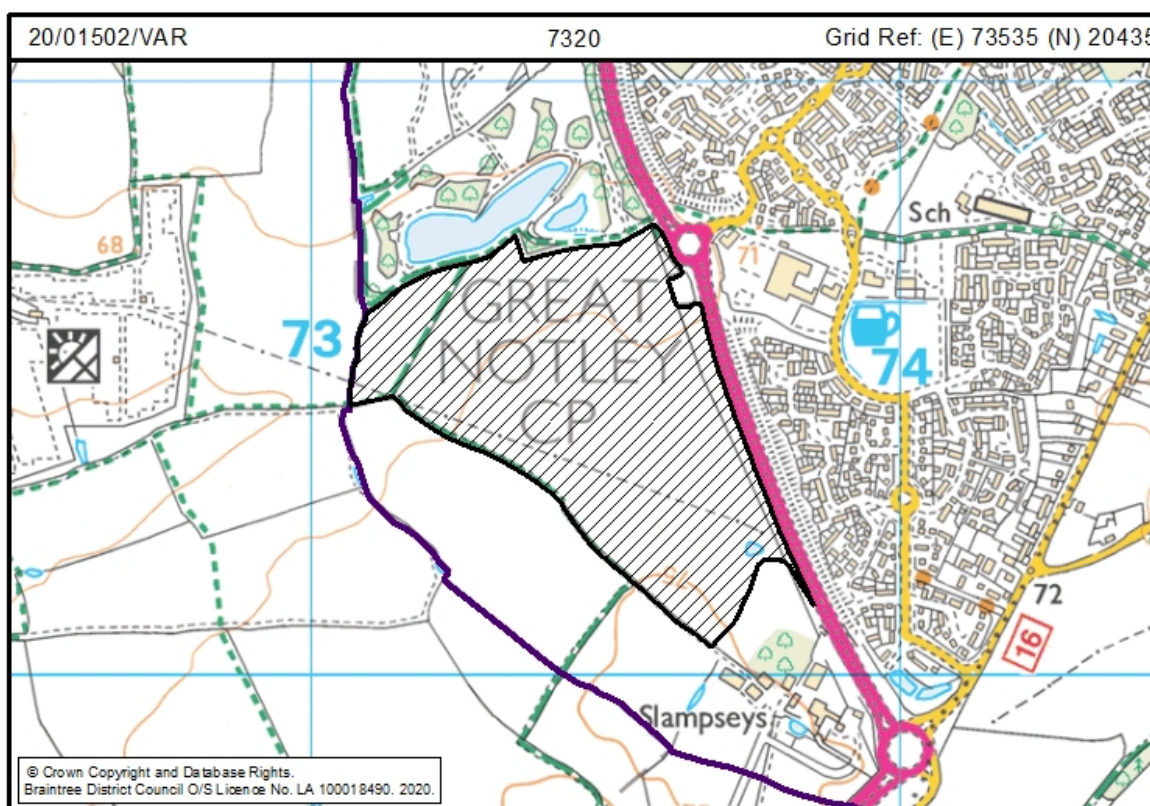 20/01502/VAR
7320
Grid Ref: (E) 73535 (N) 20435
68
Sch
71
GREAT
NOTLEY
CP
73
74
75
72
16
Slampseys
© Crown Copyright and Database Rights.
Braintree District Council O/S Licence No. LA 100018490. 2020.